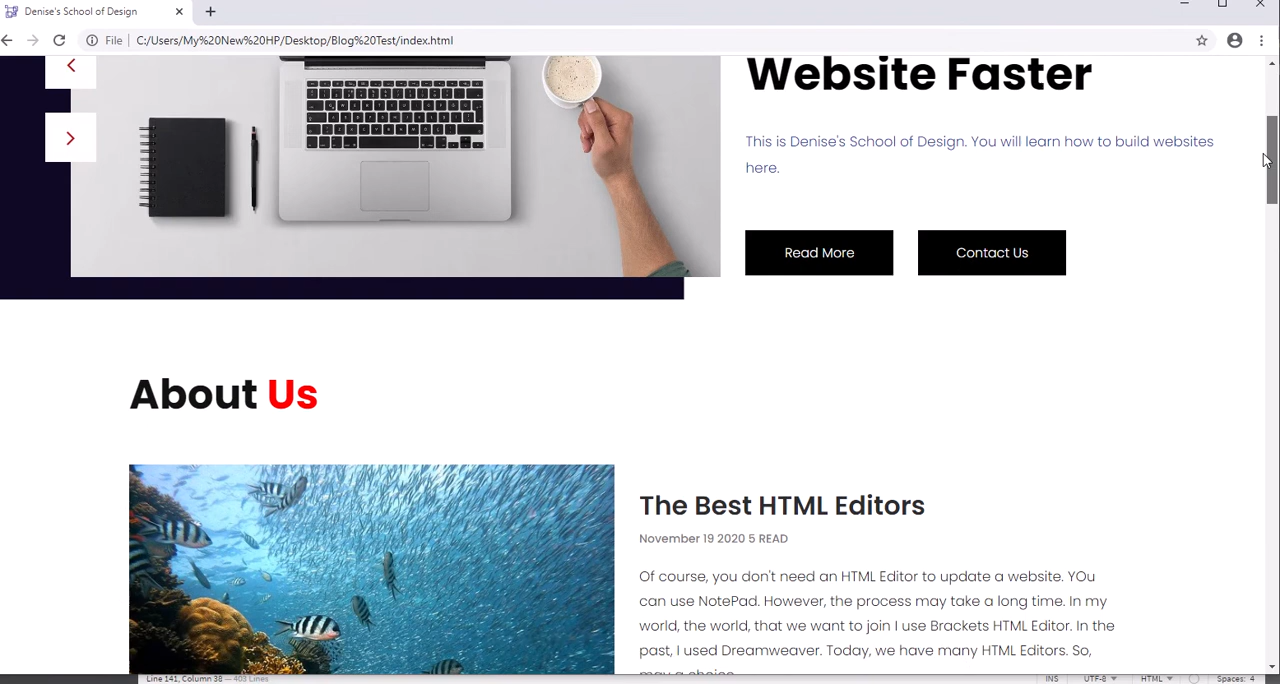 Denise's School of Design
File
C:/Users/My%20New%20HP/Desktop/Blog%20Test/index.html
Website Faster
This is Denise's School of Design. You will learn how to build websites
here.
Read More
Contact Us
About Us
The Best HTML Editors
November 19 2020 5 READ
Of course, you don't need an HTML Editor to update a website. YOu
can use NotePad. However, the process may take a long time. In my
world, the world, that we want to join I use Brackets HTML Editor. In the
past, I used Dreamweaver. Today, we have many HTML Editors. So,
may a choice.
Line 141, Column 38 — 403 Lines
INS
UTF-8
HTML
Spaces: 4